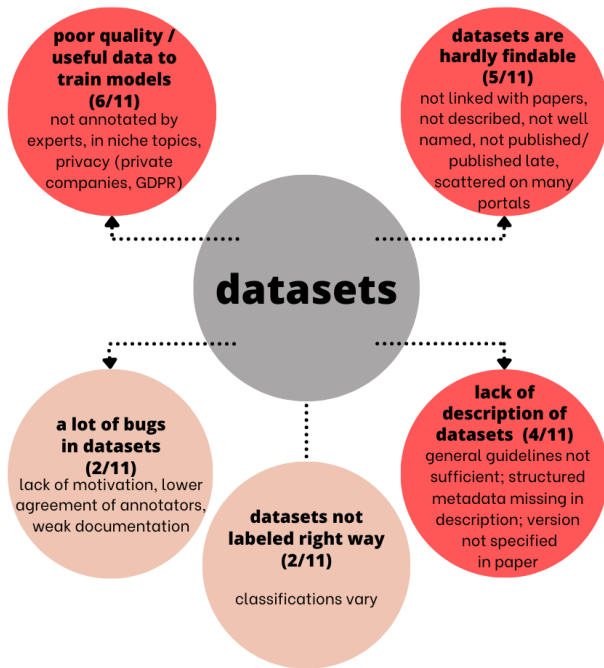 poor quality /
useful data to
train models
(6/11)
not annotated by
experts, in niche topics,
privacy (private
companies, GDPR)
datasets are
hardly findable
(5/11)
not linked with papers,
not described, not well
named, not published/
published late,
scattered on many
portals
datasets
a lot of bugs
in datasets
(2/11)
lack of motivation, lower
agreement of annotators,
weak documentation
datasets not
labeled right way
(2/11)
classifications vary
lack of
description of
datasets (4/11)
general guidelines not
sufficient; structured
metadata missing in
description; version
not specified
in paper